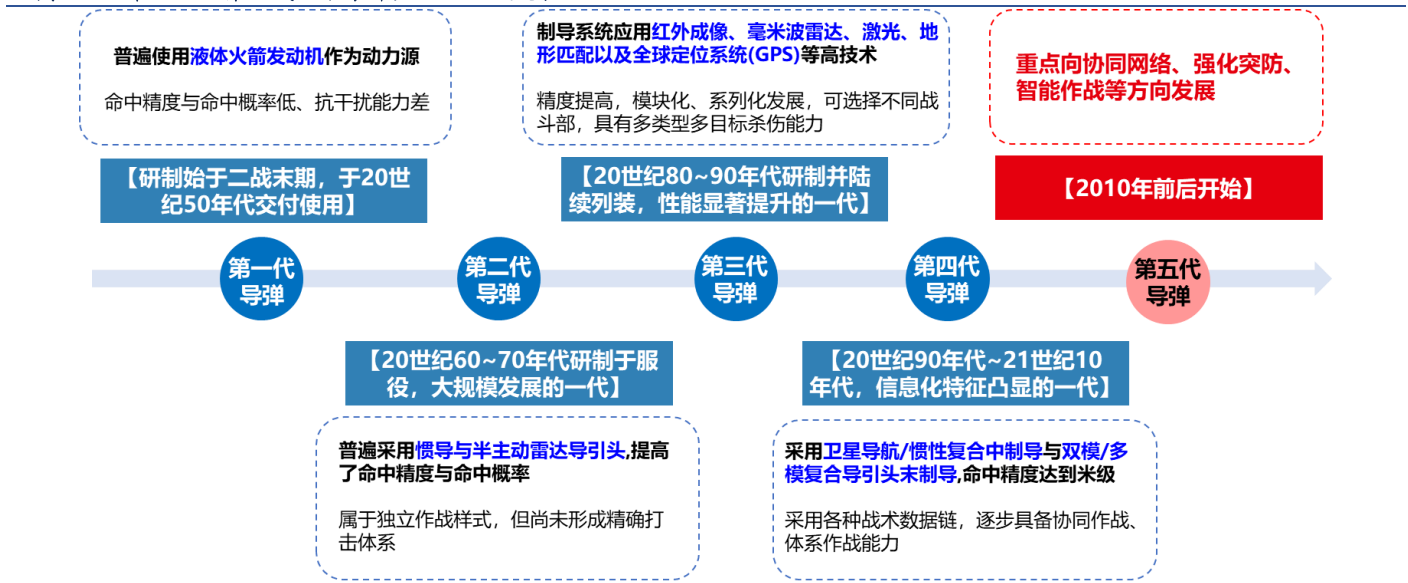 普遍使用液体火箭发动机作为动力源
命中精度与命中概率低、抗干扰能力差
【研制始于二战末期，于20世
纪50年代交付使用】
制导系统应用红外成像、毫米波雷达、激光、地
形匹配以及全球定位系统(GPS)等高技术
精度提高，模块化、系列化发展，可选择不同战
斗部，具有多类型多目标杀伤能力
【20世纪80~90年代研制并陆
续列装，性能显著提升的一代】
重点向协同网络、强化突防、
智能作战等方向发展
【2010年前后开始】
第一代
导弹
第二代
导弹
第三代
导弹
第四代
导弹
第五代
导弹
【20世纪60~70年代研制于服
役，大规模发展的一代】
普遍采用惯导与半主动雷达导引头,提高
了命中精度与命中概率
属于独立作战样式，但尚未形成精确打
击体系
【20世纪90年代~21世纪10
年代，信息化特征凸显的一代】
采用卫星导航/惯性复合中制导与双模/多
模复合导引头末制导,命中精度达到米级
采用各种战术数据链，逐步具备协同作战、
体系作战能力